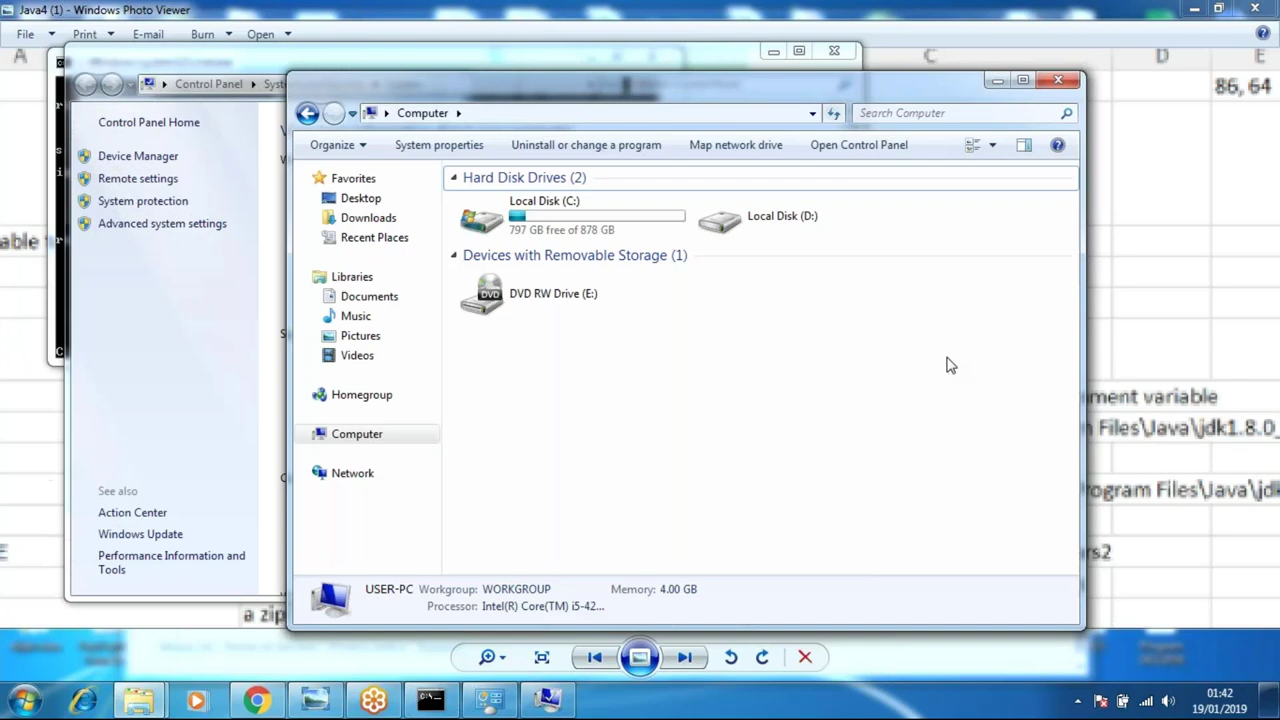 Java4 (1) - Windows Photo Viewer
File Print E-mail Burn Open
A C D E
86, 64
Control Panel Sys
Computer
Search Computer
Organize System properties Uninstall or change a program Map network drive Open Control Panel
Control Panel Home
Device Manager
Remote settings
System protection
Advanced system settings
See also
Action Center
Windows Update
Performance Information and
Tools
Favorites
Desktop
Downloads
Recent Places
Libraries
Documents
Music
Pictures
Videos
Homegroup
Computer
Network
Hard Disk Drives (2)
Local Disk (C:)
797 GB free of 878 GB
Local Disk (D:)
Devices with Removable Storage (1)
DVD
DVD RW Drive (E:)
USER-PC Workgroup: WORKGROUP Memory: 4.00 GB
Processor: Intel(R) Core(TM) i5-42...
able
nment variable
m Files\Java\jdk1.8.0_
rogram Files\Java\jdk
ers2
a zip
01:42
19/01/2019